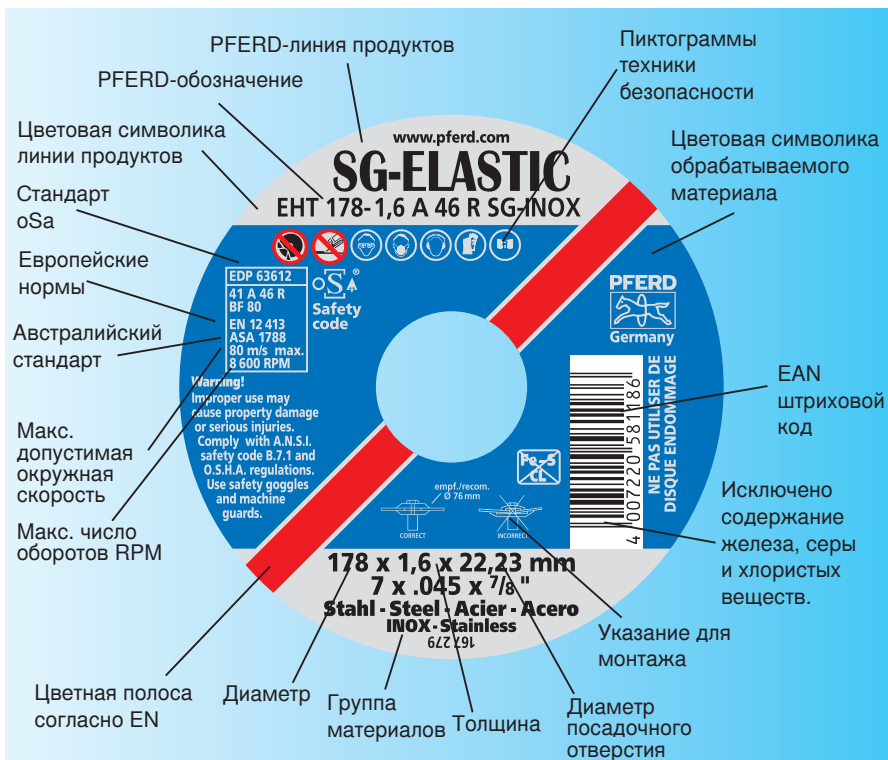 PFERD-линия продуктов
PFERD-обозначение
Цветовая символика
линии продуктов
Стандарт
oSa
Европейские
нормы
Австралийский
стандарт
Макс.
допустимая
окружная
скорость
Макс. число
оборотов RPM
Цветная полоса
согласно EN
Диаметр
Группа
материалов
Толщина
Диаметр
посадочного
отверстия
Указание для
монтажа
Исключено
содержание
железа, серы
и хлористых
веществ.
EAN
штриховой
код
Цветовая символика
обрабатываемого
материала
Пиктограммы
техники
безопасности
www.pferd.com
SG-ELASTIC
EHT 178-1,6 A 46 R SG-INOX
EDP 63612
41 A 46 R
BF 80
EN 12 413
ASA 1788
80 m/s max.
8 600 RPM
oSa®
Safety
code
Warning!
Improper use may
cause property damage
or serious injuries.
Comply with A.N.S.I.
safety code B.7.1 and
O.S.H.A. regulations.
Use safety goggles
and machine
guards.
PFERD
Germany
NE PAS UTILISER DE
DISQUE ENDOMMAGE
4 007220 581186
Fe-S
CL
empf./recom.
Ø 76 mm
CORRECT
INCORRECT
178 x 1,6 x 22,23 mm
7 x .045 x 7/8 "
Stahl - Steel - Acier - Acero
INOX - Stainless
167 279